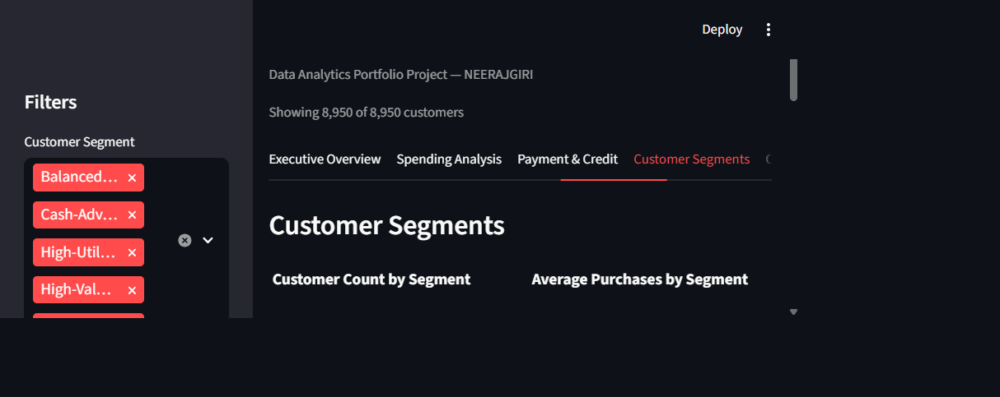 Deploy
Filters
Customer Segment
Balanced...
Cash-Adv...
High-Util...
High-Val...
Data Analytics Portfolio Project — NEERAJGIRI
Showing 8,950 of 8,950 customers
Executive Overview Spending Analysis Payment & Credit Customer Segments
Customer Segments
Customer Count by Segment Average Purchases by Segment